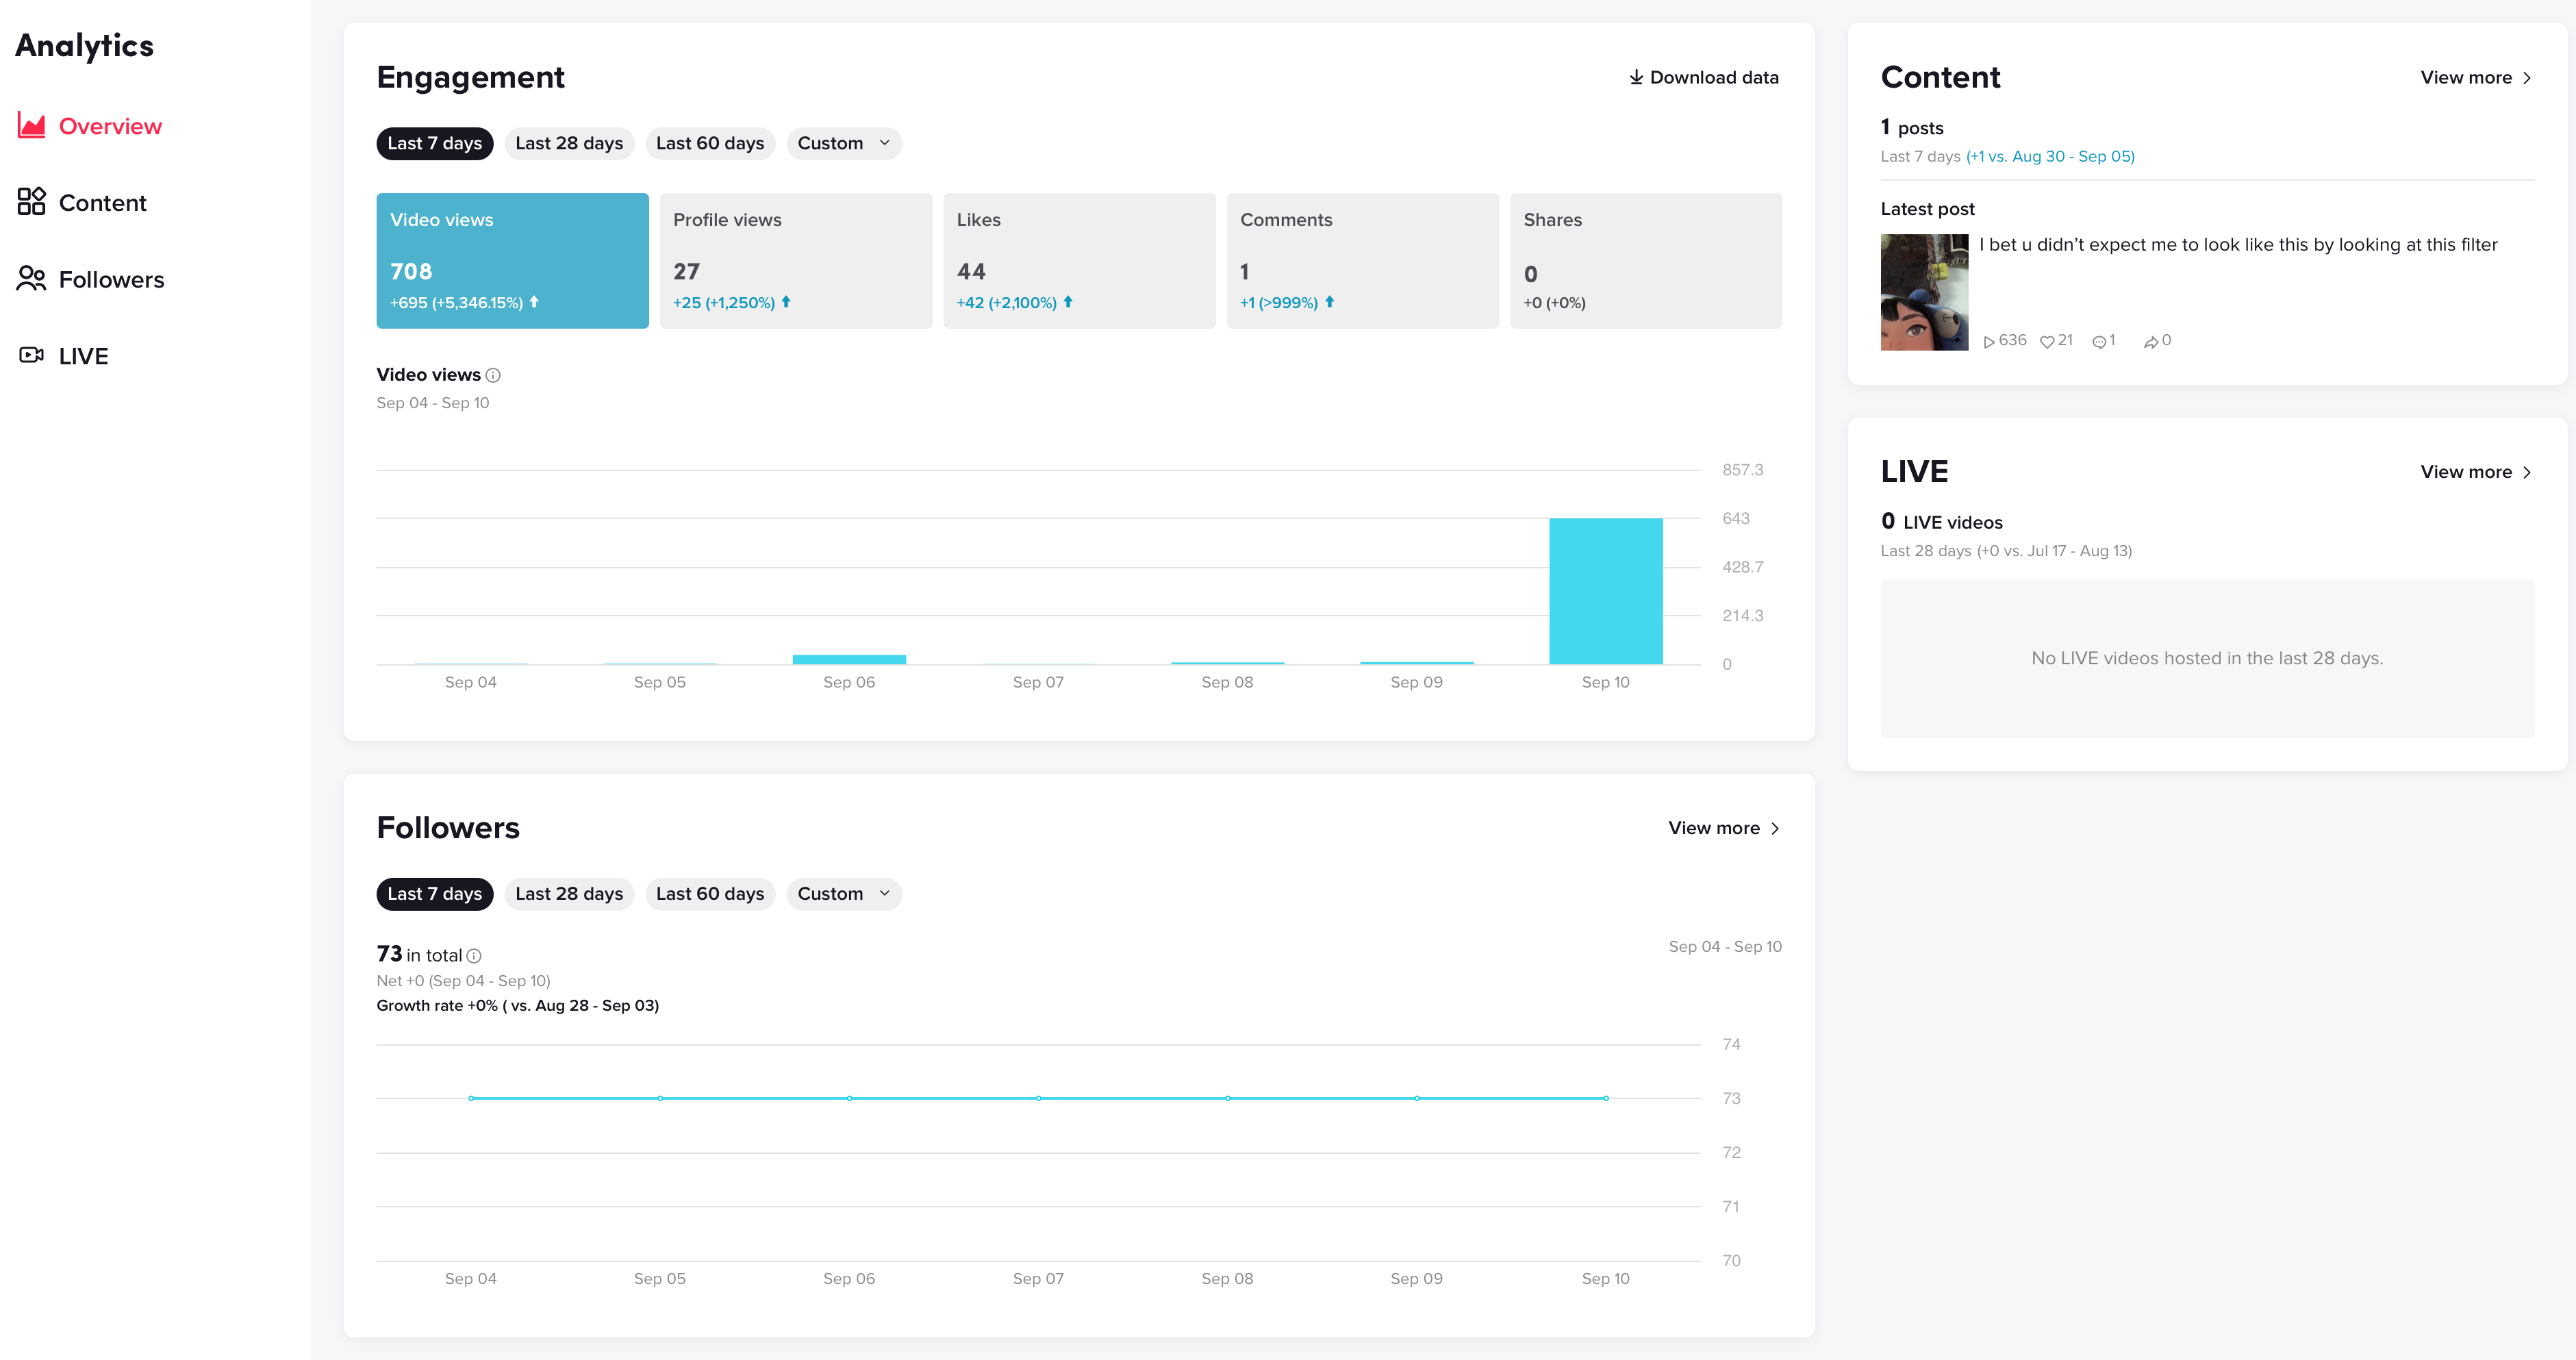 Analytics
Overview
Content
Followers
LIVE
Engagement
Download data
Last 7 days
Last 28 days
Last 60 days
Custom
Video views
708
+695 (+5,346.15%)
Profile views
27
+25 (+1,250%)
Likes
44
+42 (+2,100%)
Comments
1
+1 (>999%)
Shares
0
+0 (+0%)
Video views
Sep 04 - Sep 10
857.3
643
428.7
214.3
0
Sep 04
Sep 05
Sep 06
Sep 07
Sep 08
Sep 09
Sep 10
Followers
View more
Last 7 days
Last 28 days
Last 60 days
Custom
73 in total
Sep 04 - Sep 10
Net +0 (Sep 04 - Sep 10)
Growth rate +0% ( vs. Aug 28 - Sep 03)
74
73
72
71
70
Sep 04
Sep 05
Sep 06
Sep 07
Sep 08
Sep 09
Sep 10
Content
View more
1 posts
Last 7 days (+1 vs. Aug 30 - Sep 05)
Latest post
I bet u didn’t expect me to look like this by looking at this filter
636
21
1
0
LIVE
View more
0 LIVE videos
Last 28 days (+0 vs. Jul 17 - Aug 13)
No LIVE videos hosted in the last 28 days.